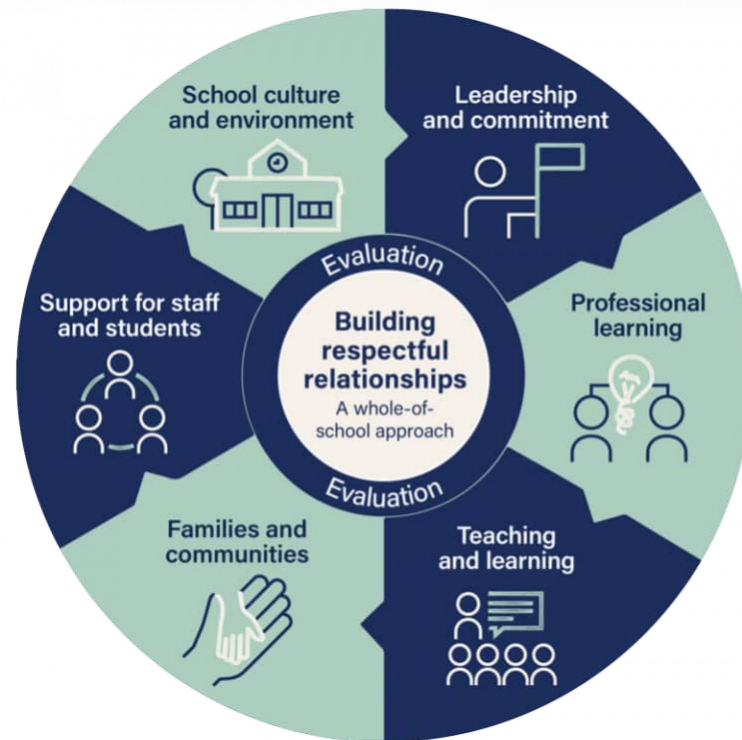 School culture
and environment
Leadership
and commitment
Professional
learning
Teaching
and learning
Families and
communities
Support for staff
and students
Evaluation
Building
respectful
relationships
A whole-of-
school approach
Evaluation